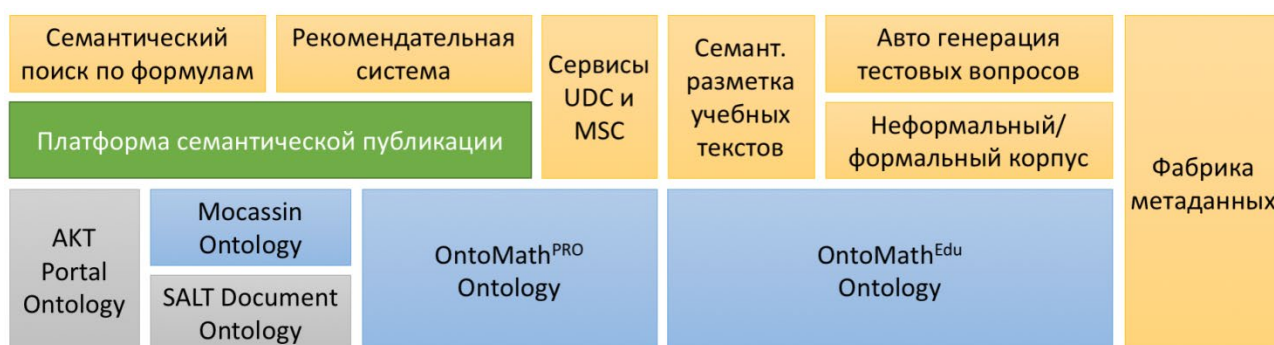 Семантический
поиск по формулам
Рекомендательная
система
Сервисы
UDC и
MSC
Семант.
разметка
учебных
текстов
Авто генерация
тестовых вопросов
Неформальный/
формальный корпус
Фабрика
метаданных
Платформа семантической публикации
AKT
Portal
Ontology
Mocassin
Ontology
SALT Document
Ontology
OntoMathPRO
Ontology
OntoMathEdu
Ontology